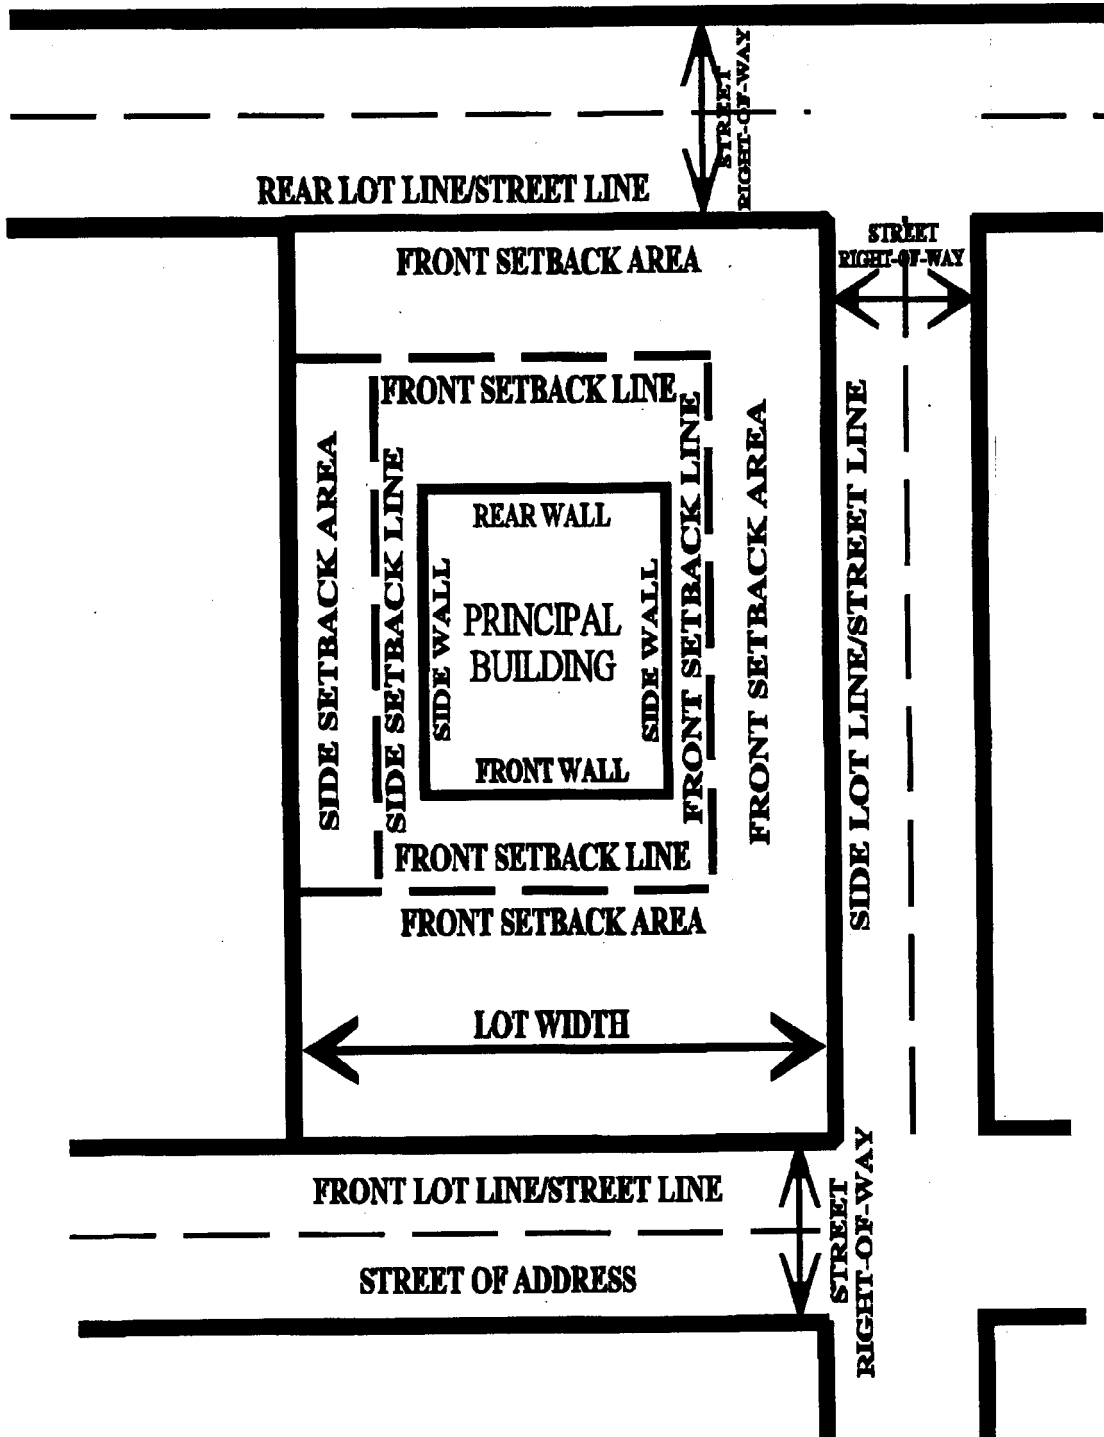 STREET
RIGHT-OF-WAY
REAR LOT LINE/STREET LINE
STREET
RIGHT-OF-WAY
FRONT SETBACK AREA
FRONT SETBACK LINE
SIDE SETBACK AREA
SIDE SETBACK LINE
REAR WALL
SIDE WALL
PRINCIPAL
BUILDING
SIDE WALL
FRONT WALL
FRONT SETBACK LINE
FRONT SETBACK AREA
SIDE LOT LINE/STREET LINE
FRONT SETBACK LINE
FRONT SETBACK AREA
LOT WIDTH
FRONT LOT LINE/STREET LINE
STREET OF ADDRESS
STREET
RIGHT-OF-WAY